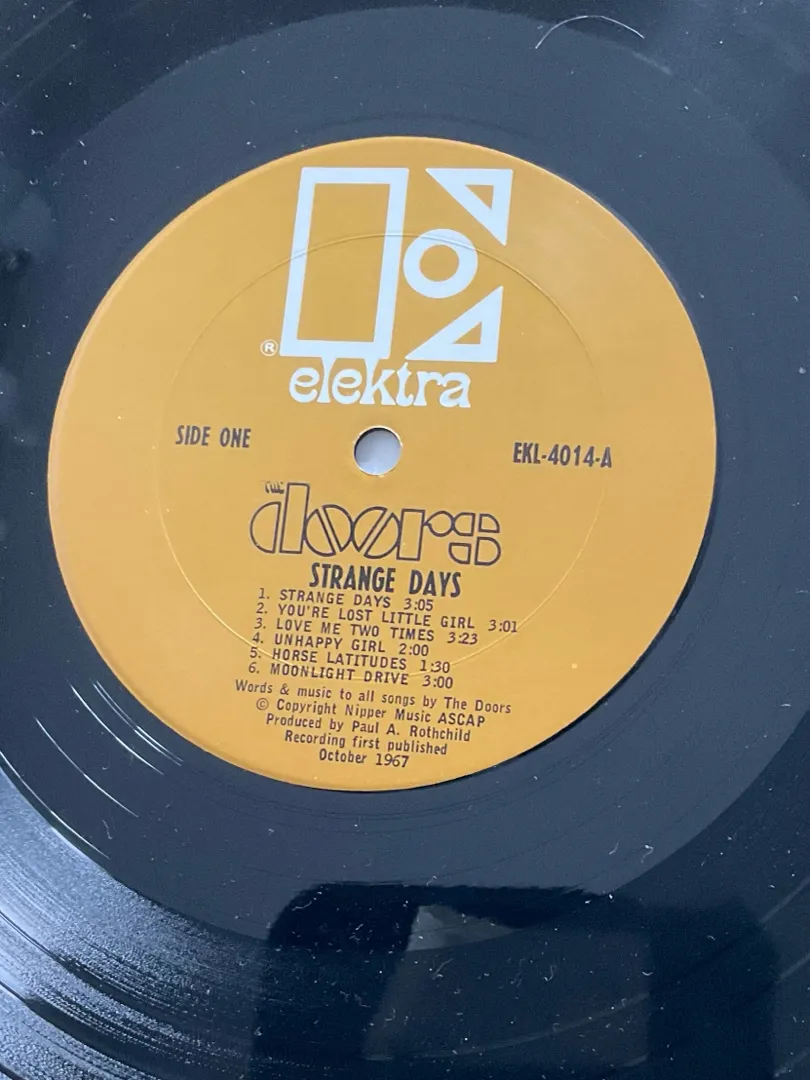 ®
elektra
SIDE ONE
EKL-4014-A
THE
doors
STRANGE DAYS
1. STRANGE DAYS 3:05
2. YOU'RE LOST LITTLE GIRL 3:01
3. LOVE ME TWO TIMES 3:23
4. UNHAPPY GIRL 2:00
5. HORSE LATITUDES 1:30
6. MOONLIGHT DRIVE 3:00
Words & music to all songs by The Doors
© Copyright Nipper Music ASCAP
Produced by Paul A. Rothchild
Recording first published
October 1967